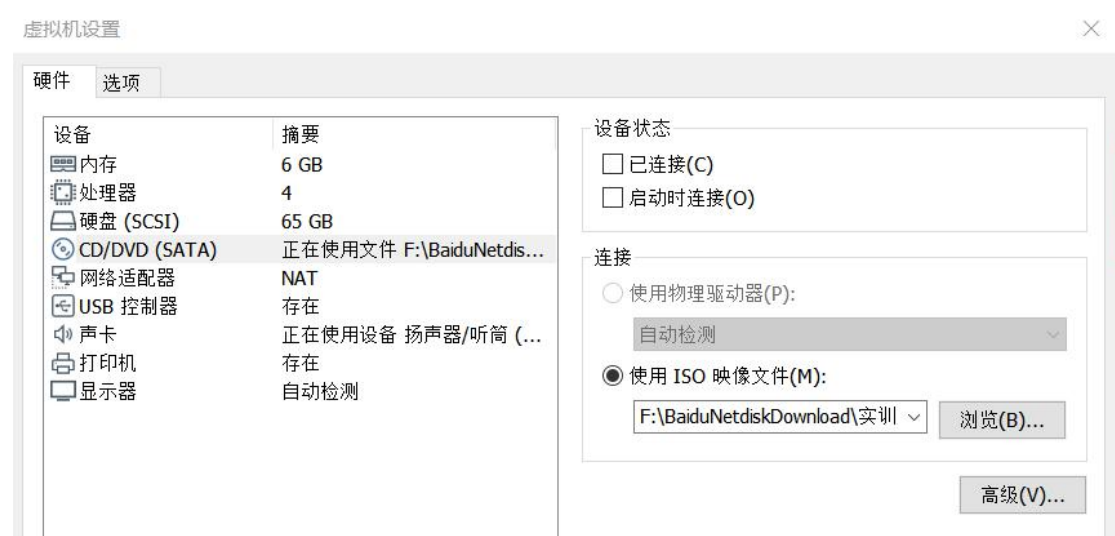 虚拟机设置
硬件 选项
设备 摘要
内存 6 GB
处理器 4
硬盘 (SCSI) 65 GB
CD/DVD (SATA) 正在使用文件 F:\BaiduNetdis...
网络适配器 NAT
USB 控制器 存在
声卡 正在使用设备 扬声器/听筒 (...
打印机 存在
显示器 自动检测
设备状态
已连接(C)
启动时连接(O)
连接
使用物理驱动器(P):
自动检测
使用 ISO 映像文件(M):
F:\BaiduNetdiskDownload\实训 浏览(B)...
高级(V)...